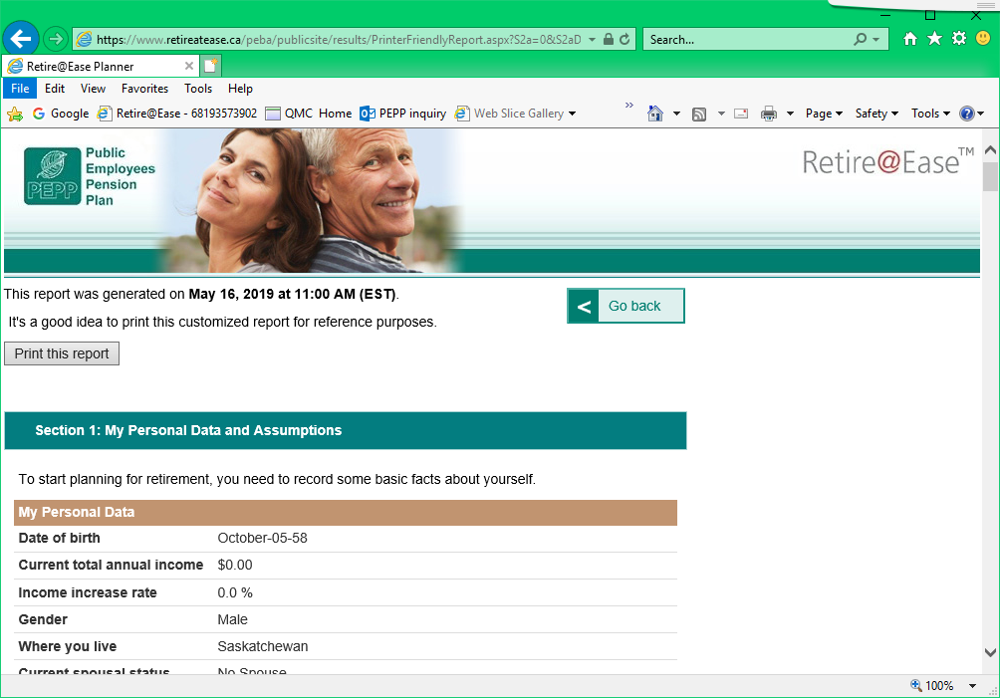 https://www.retireatease.ca/peba/publicsite/results/PrinterFriendlyReport.aspx?S2a=0&S2aD
Search...
Retire@Ease Planner
File Edit View Favorites Tools Help
Google Retire@Ease - 68193573902 QMC Home PEPP inquiry Web Slice Gallery » Page Safety Tools
PEPP
Public
Employees
Pension
Plan
Retire@Ease™
This report was generated on May 16, 2019 at 11:00 AM (EST).
< Go back
It's a good idea to print this customized report for reference purposes.
Print this report
Section 1: My Personal Data and Assumptions
To start planning for retirement, you need to record some basic facts about yourself.
My Personal Data
Date of birth October-05-58
Current total annual income $0.00
Income increase rate 0.0 %
Gender Male
Where you live Saskatchewan
Current spousal status No Spouse
100%